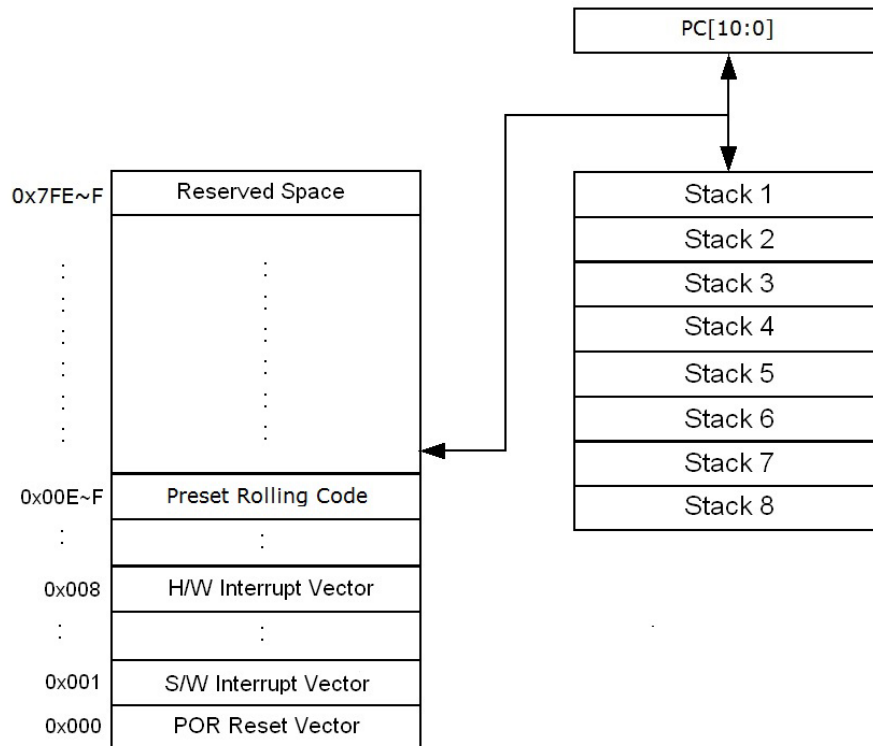 PC[10:0]
0x7FE~F
Reserved Space
Stack 1
Stack 2
Stack 3
Stack 4
Stack 5
Stack 6
Stack 7
Stack 8
0x00E~F
Preset Rolling Code
0x008
H/W Interrupt Vector
0x001
S/W Interrupt Vector
0x000
POR Reset Vector